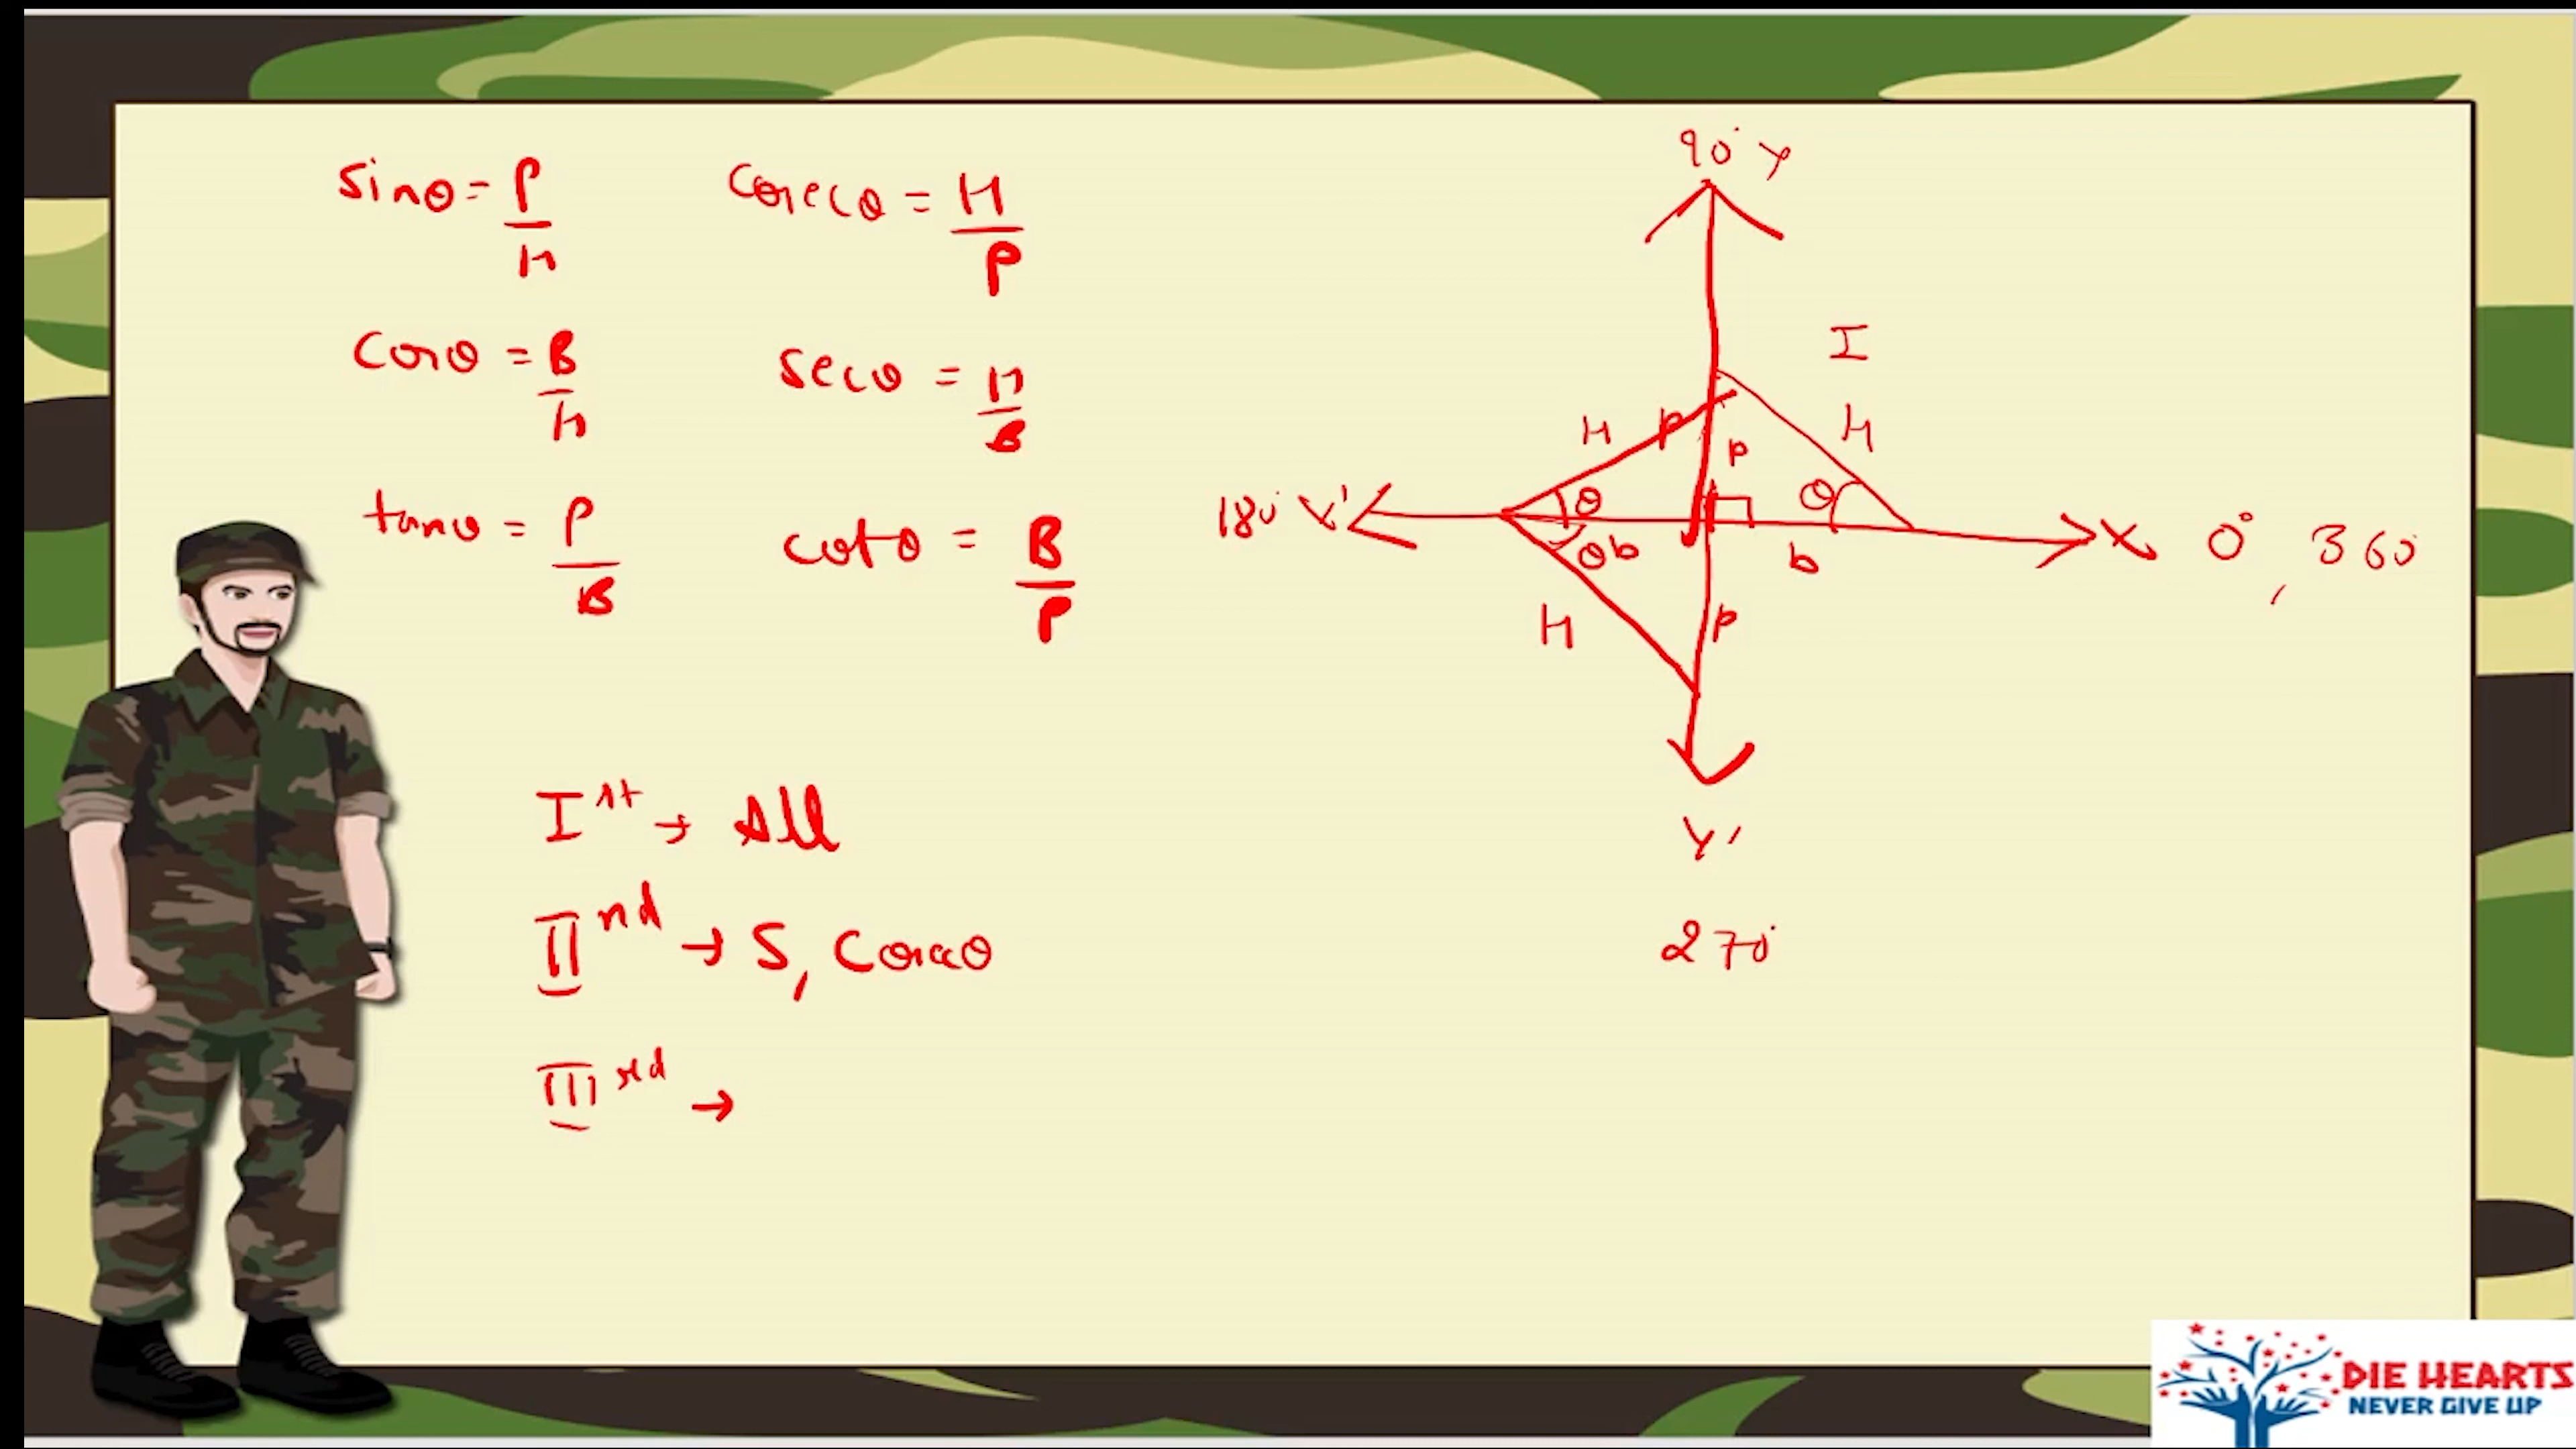 sinθ = P/H
cosecθ = H/P
cosθ = B/H
secθ = H/B
tanθ = P/B
cotθ = B/P
Ist → All
IInd → S, Cosecθ
IIIrd →
90° Y
I
H P P H
180° X' θ θ X 0°, 360°
θ b b
H P
Y'
270°
DIE HEARTS
NEVER GIVE UP